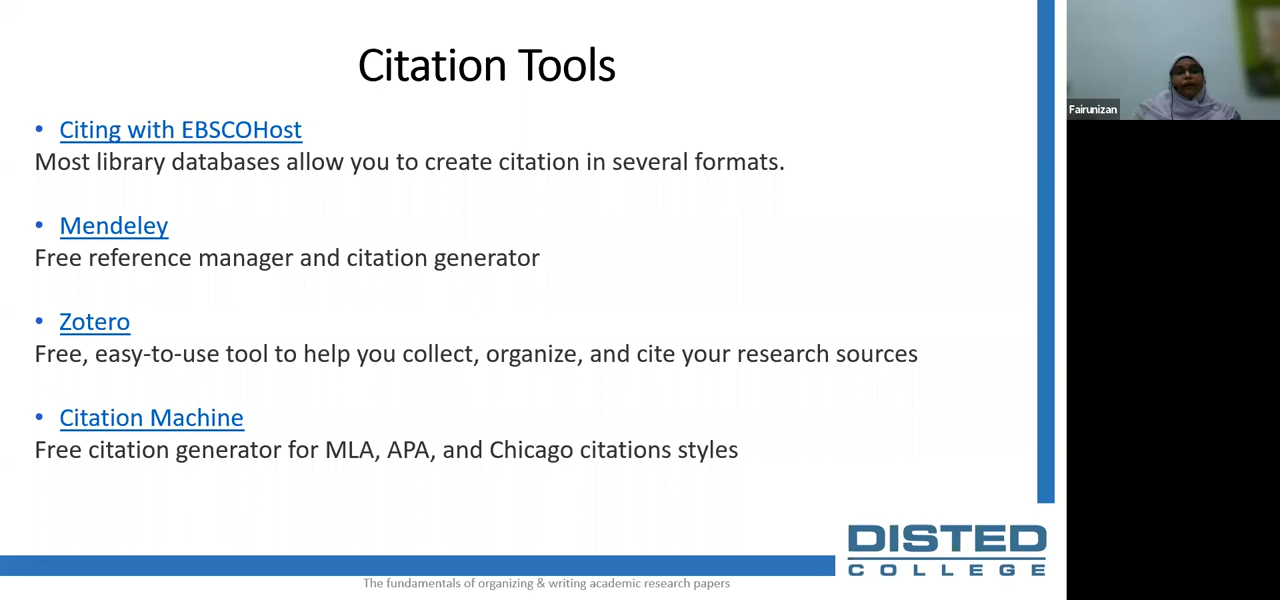 Citation Tools
• Citing with EBSCOHost
Most library databases allow you to create citation in several formats.
• Mendeley
Free reference manager and citation generator
• Zotero
Free, easy-to-use tool to help you collect, organize, and cite your research sources
• Citation Machine
Free citation generator for MLA, APA, and Chicago citations styles
DISTED
COLLEGE
The fundamentals of organizing & writing academic research papers
Fairunizan